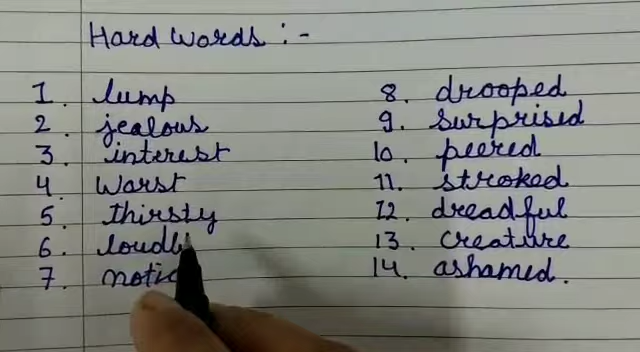 Hard Words :-
1. lump
2. jealous
3. interest
4. Warst
5. thirsty
6.
7.
8. drooped
9. surprised
10. peered
11. stroked
12. dreadful
13. creature
14. ashamed.